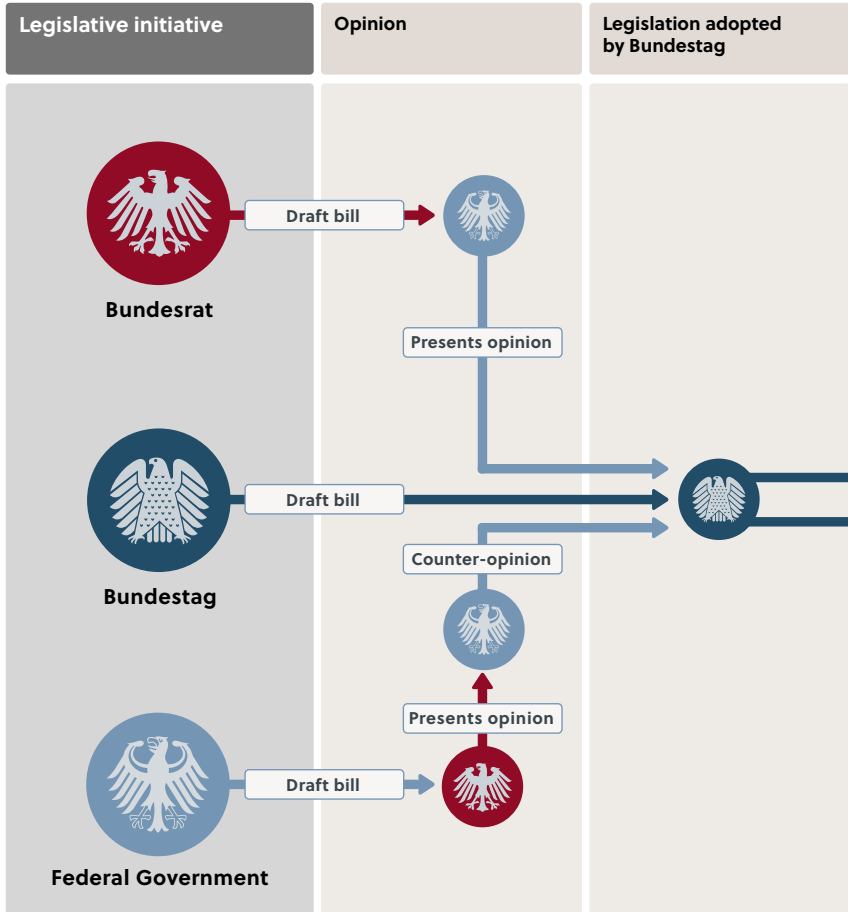 Legislative initiative
Opinion
Legislation adopted
by Bundestag
Draft bill
Bundesrat
Presents opinion
Draft bill
Bundestag
Counter-opinion
Presents opinion
Draft bill
Federal Government